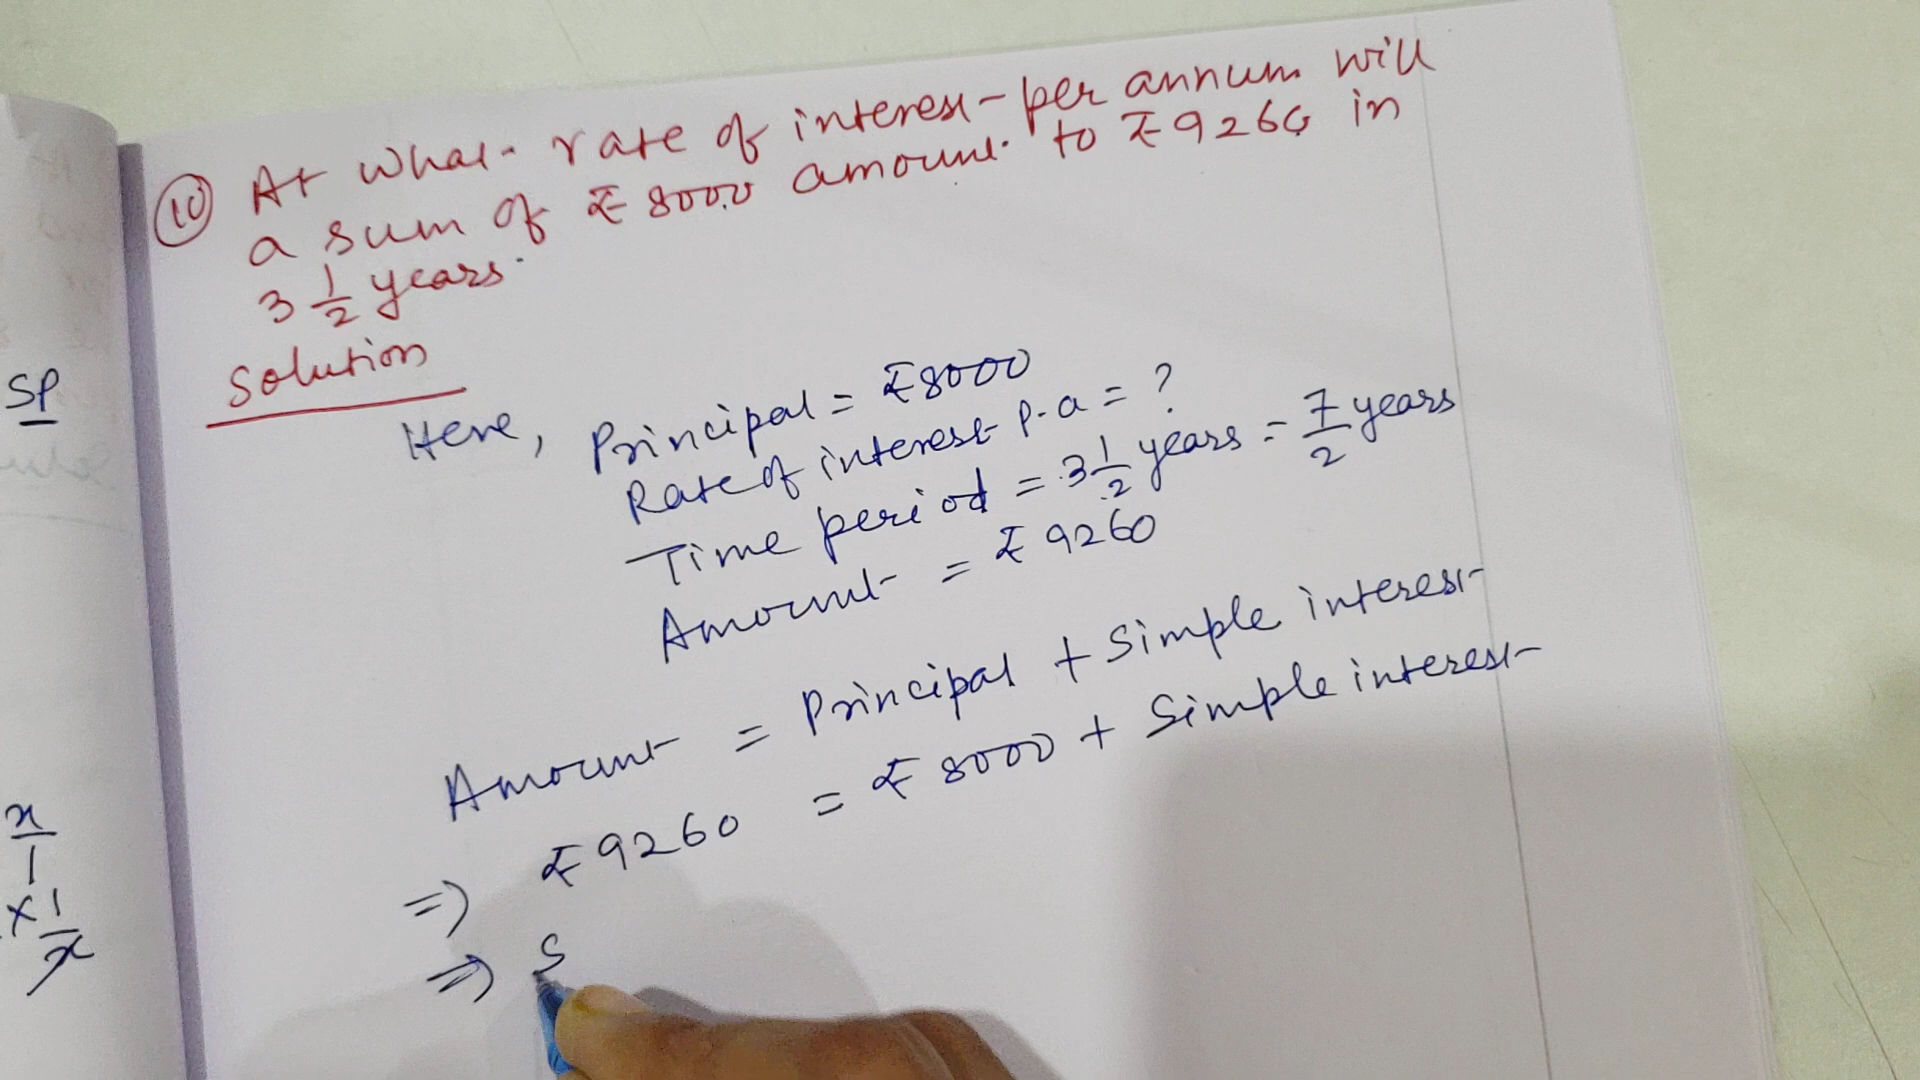 SP
x
1
× 1
x
10 At what rate of interest per annum will
a sum of ₹ 8000 amount to ₹ 9260 in
3 1/2 years.
Solution
Here, Principal = ₹8000
Rate of interest p.a = ?
Time period = 3 1/2 years = 7/2 years
Amount = ₹ 9260
Amount = Principal + Simple interest
=> ₹ 9260 = ₹ 8000 + Simple interest
=> S